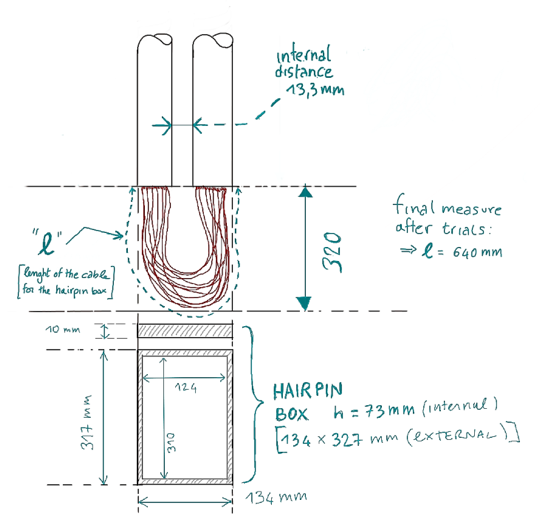 internal
distance
13,3 mm
"l"
[lenght of the cable
for the hairpin box]
320
final measure
after trials:
⇒ l = 640 mm
10 mm
317 mm
124
310
HAIRPIN
BOX h = 73 mm (internal)
[134 x 327 mm (EXTERNAL)]
134 mm